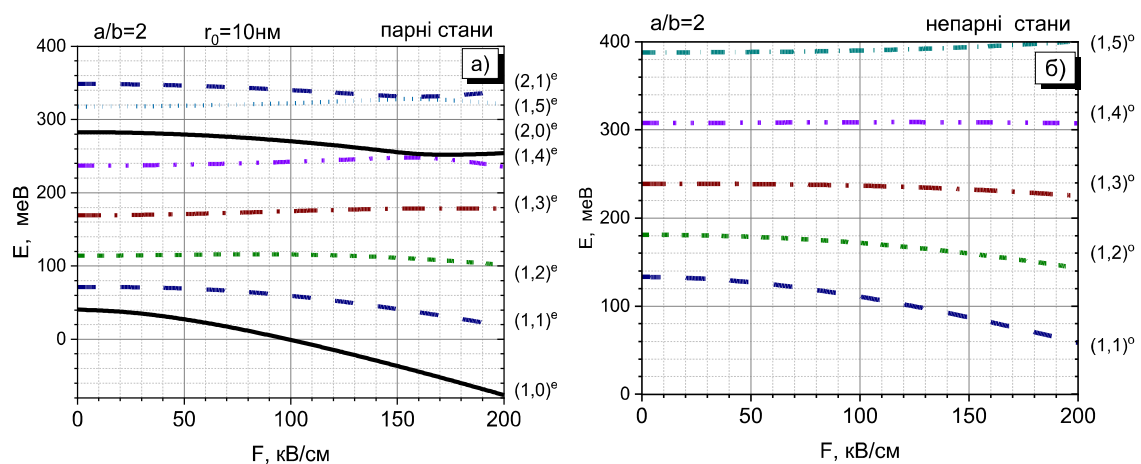 a/b=2 r₀=10нм парні стани
а)
400
300
200
100
0
E, меВ
0 50 100 150 200
F, кВ/см
(2,1)ᵉ
(1,5)ᵉ
(2,0)ᵉ
(1,4)ᵉ
(1,3)ᵉ
(1,2)ᵉ
(1,1)ᵉ
(1,0)ᵉ
a/b=2 непарні стани
б)
400
300
200
100
0
E, меВ
0 50 100 150 200
F, кВ/см
(1,5)ᵒ
(1,4)ᵒ
(1,3)ᵒ
(1,2)ᵒ
(1,1)ᵒ